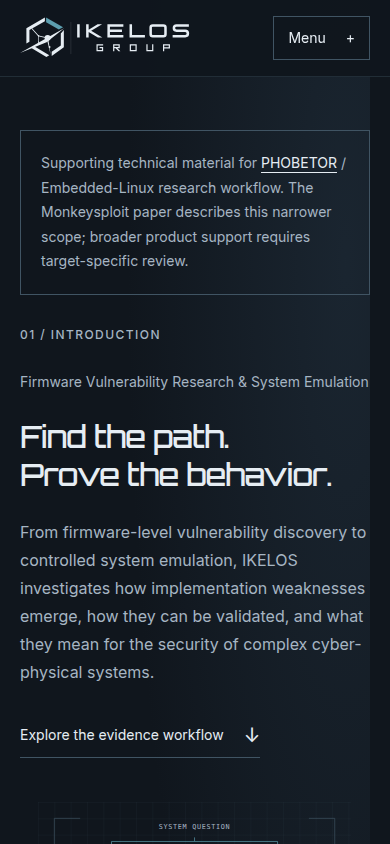 IKELOS
GROUP
Menu +
Supporting technical material for PHOBETOR /
Embedded-Linux research workflow. The
Monkeysploit paper describes this narrower
scope; broader product support requires
target-specific review.
01 / INTRODUCTION
Firmware Vulnerability Research & System Emulation
Find the path.
Prove the behavior.
From firmware-level vulnerability discovery to
controlled system emulation, IKELOS
investigates how implementation weaknesses
emerge, how they can be validated, and what
they mean for the security of complex cyber-
physical systems.
Explore the evidence workflow ↓
SYSTEM QUESTION